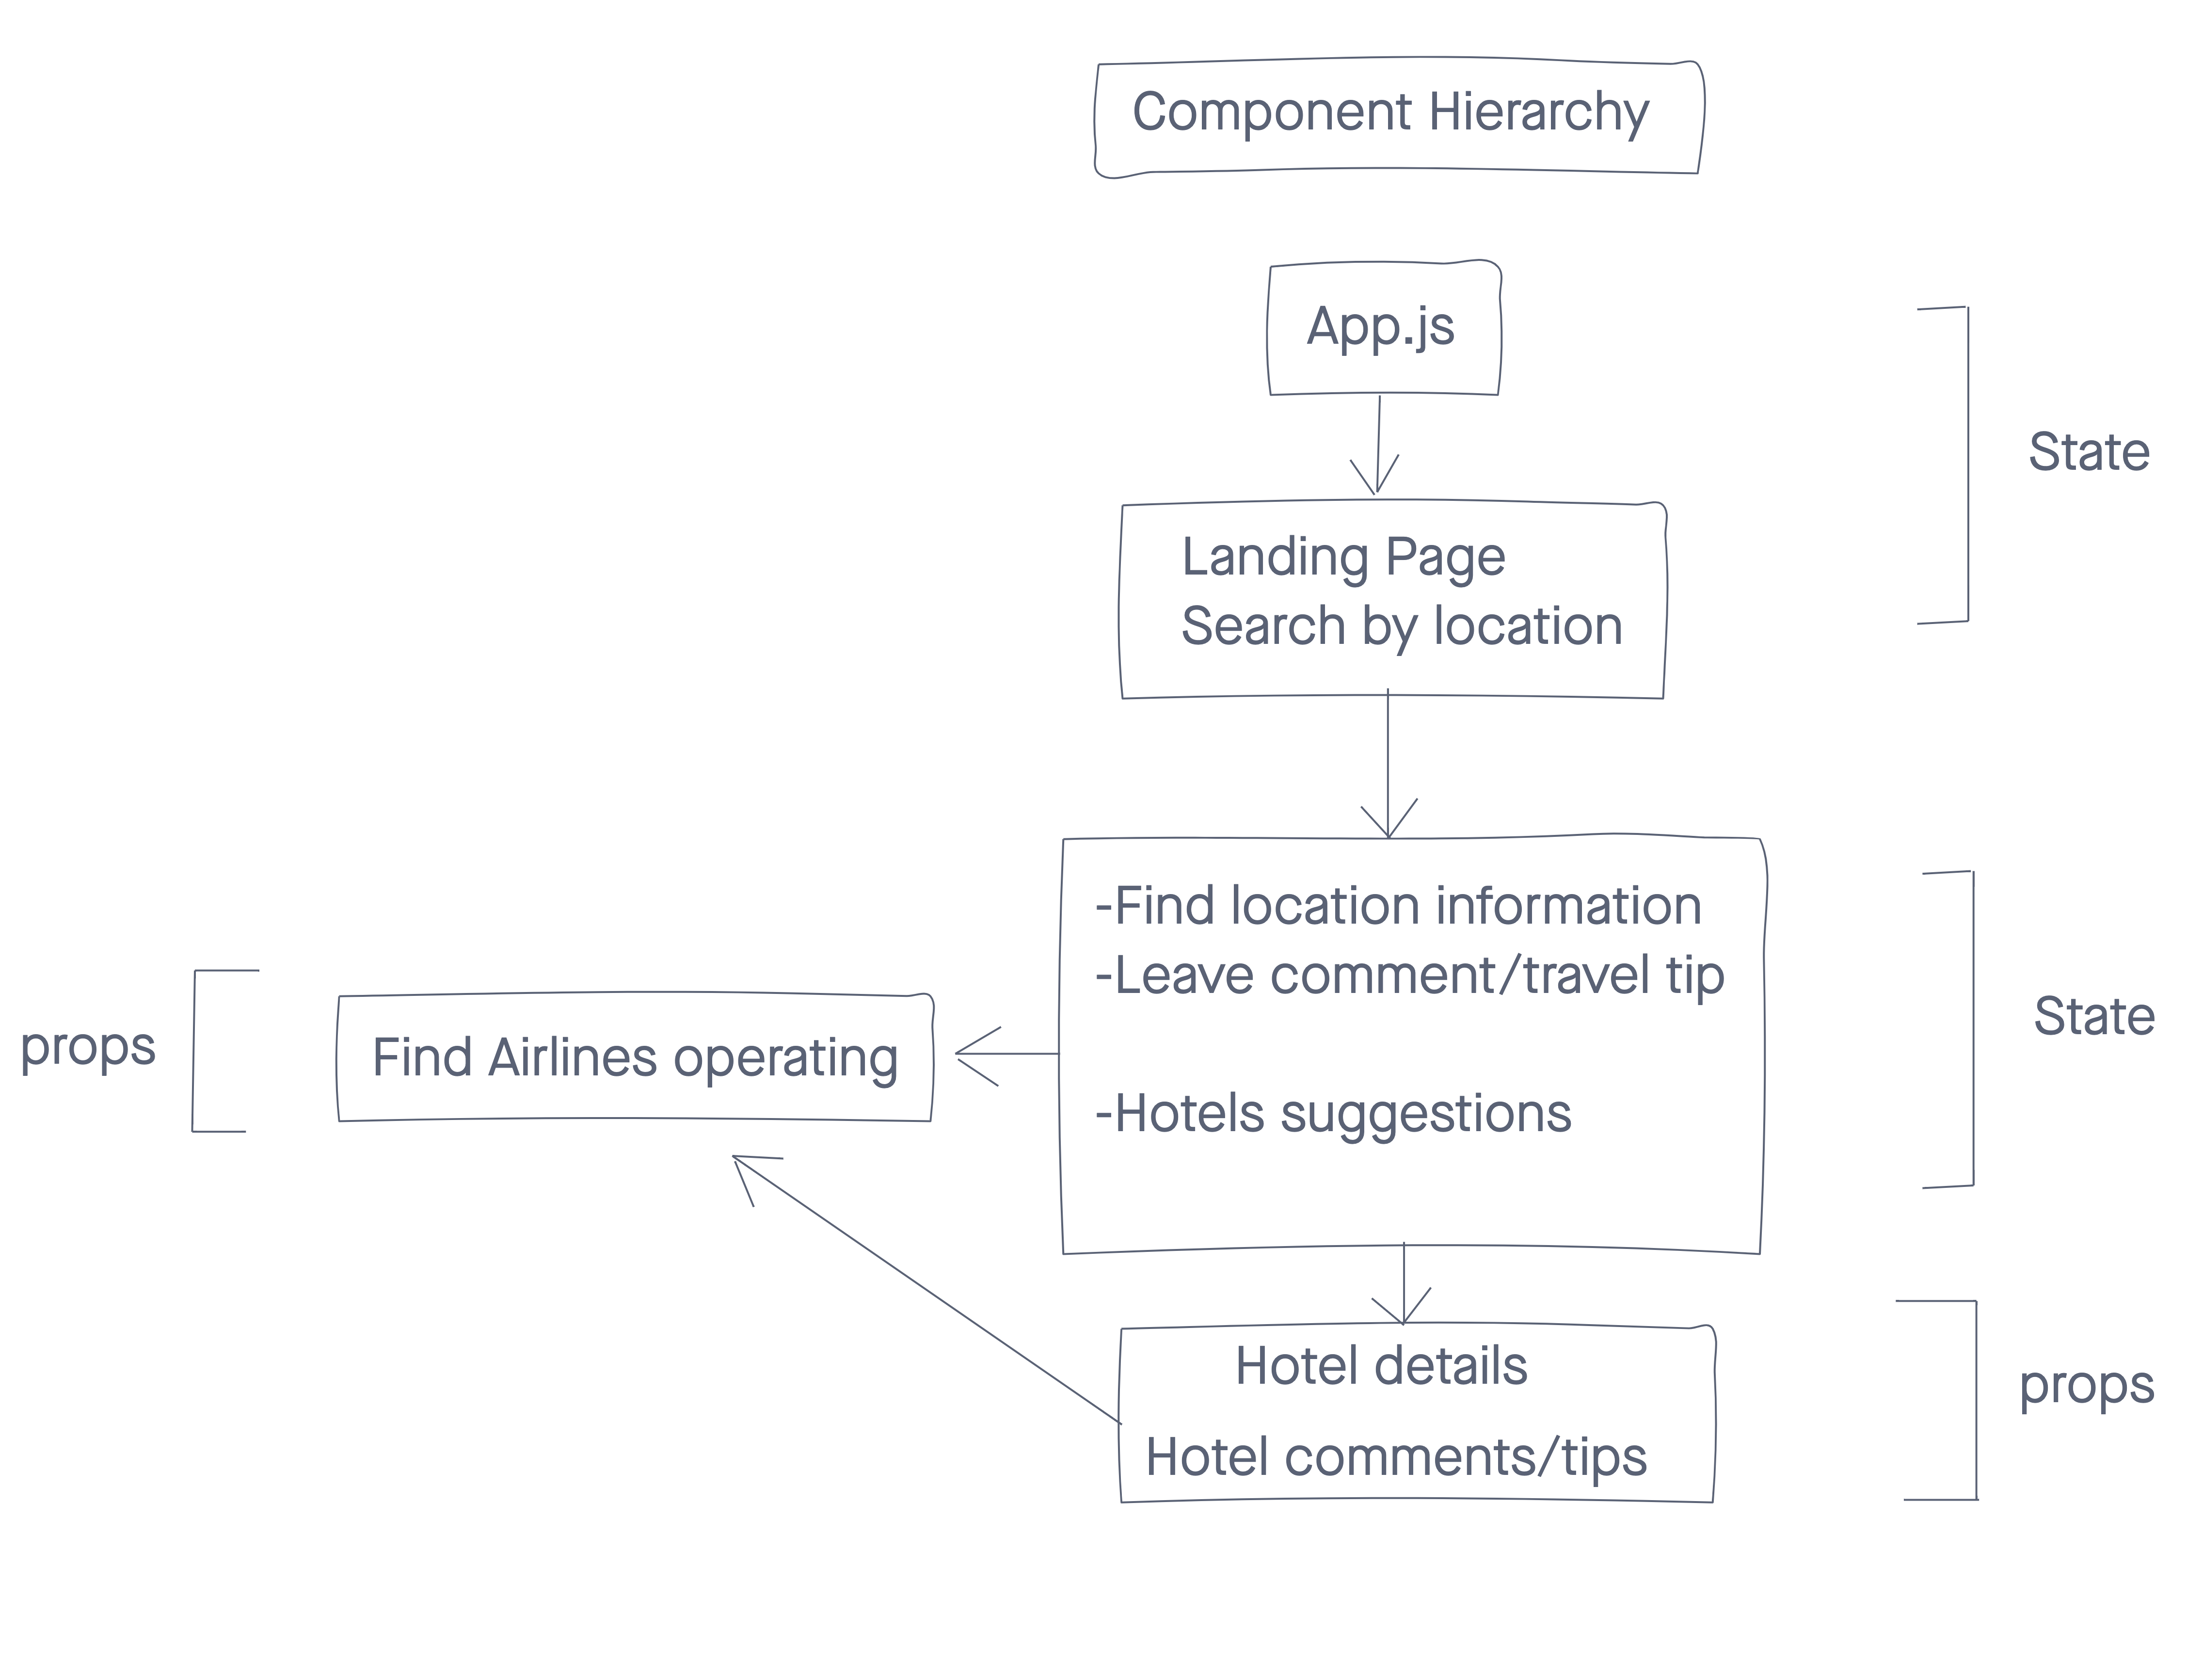 Component Hierarchy
App.js
State
Landing Page
Search by location
-Find location information
-Leave comment/travel tip
-Hotels suggestions
State
props
Find Airlines operating
Hotel details
Hotel comments/tips
props